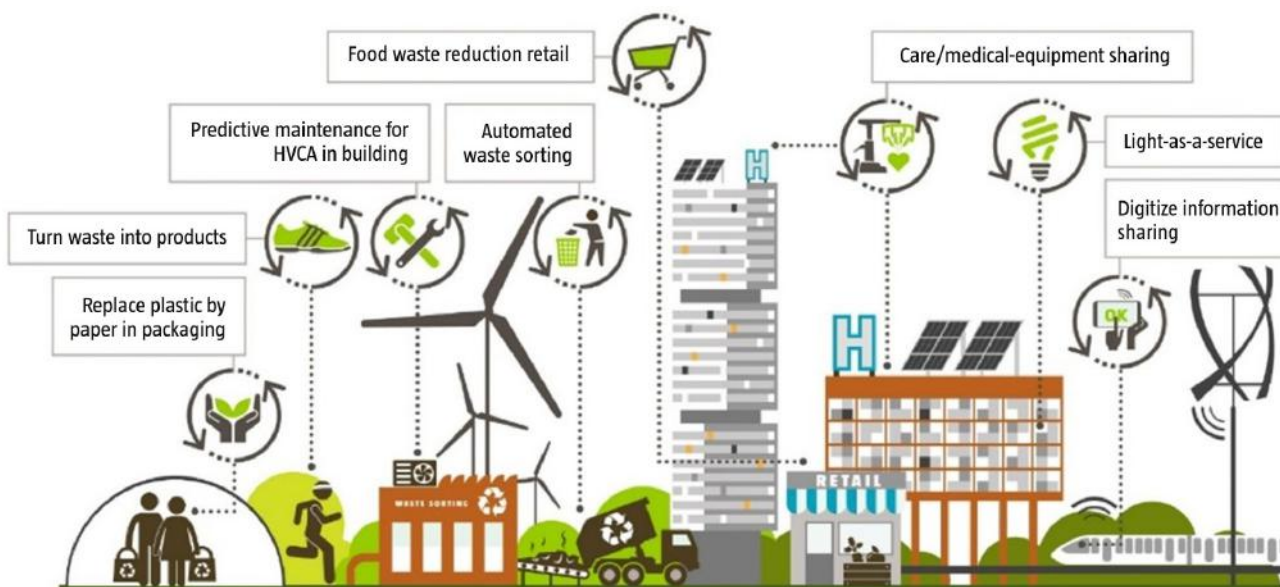 Food waste reduction retail
Care/medical-equipment sharing
Predictive maintenance for
HVCA in building
Automated
waste sorting
Light-as-a-service
Turn waste into products
Digitize information
sharing
Replace plastic by
paper in packaging
H
OK
H
WASTE SORTING
RETAIL